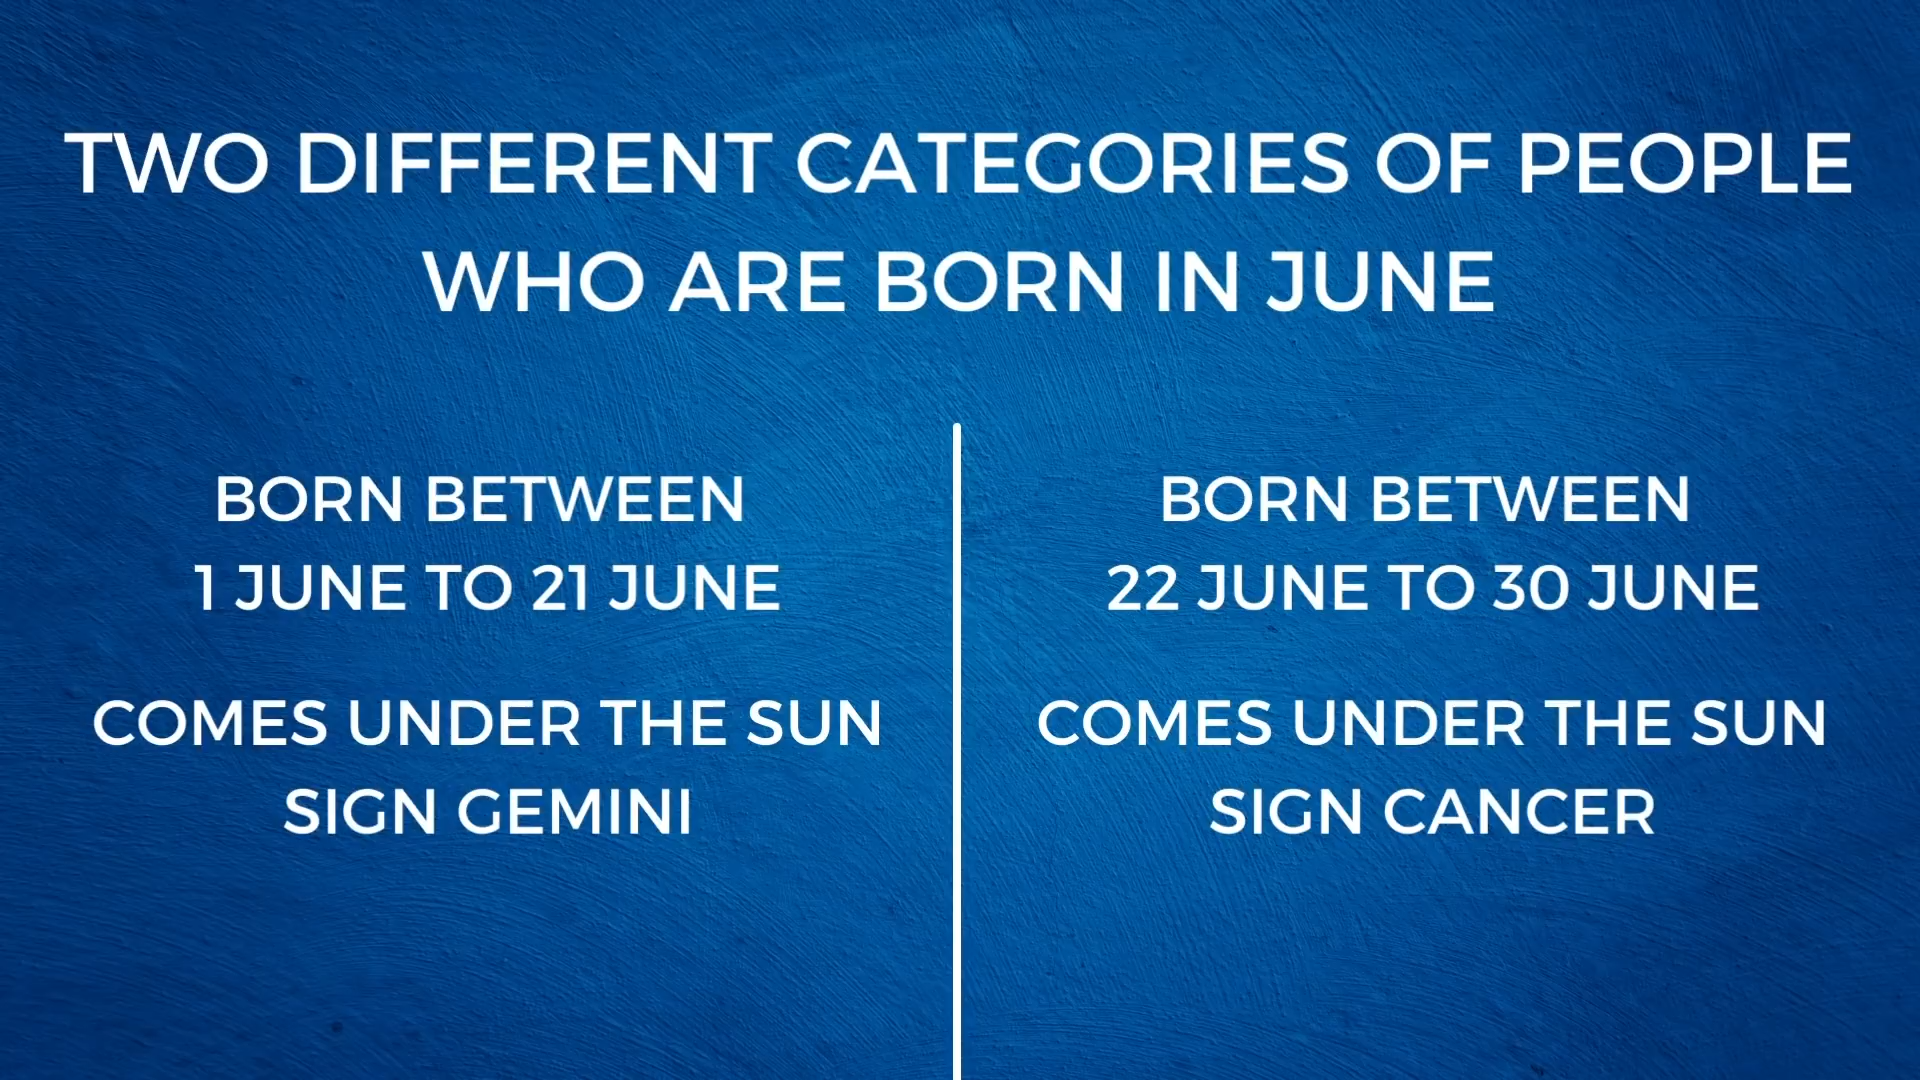 TWO DIFFERENT CATEGORIES OF PEOPLE
WHO ARE BORN IN JUNE
BORN BETWEEN
1 JUNE TO 21 JUNE
COMES UNDER THE SUN
SIGN GEMINI
BORN BETWEEN
22 JUNE TO 30 JUNE
COMES UNDER THE SUN
SIGN CANCER